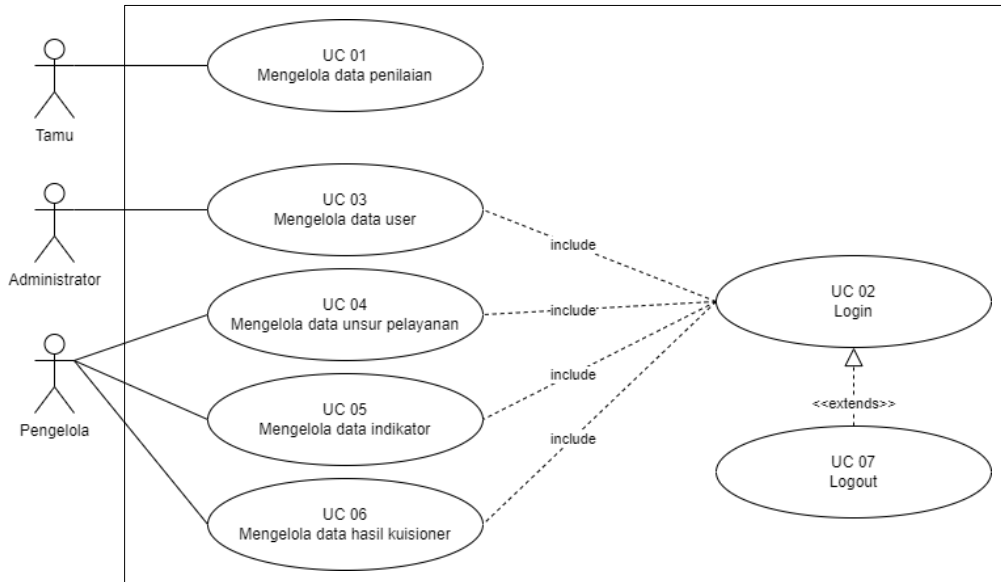 UC 01
Mengelola data penilaian
Tamu
UC 03
Mengelola data user
Administrator
include
UC 04
Mengelola data unsur pelayanan
include
UC 02
Login
Pengelola
include
UC 05
Mengelola data indikator
<<extends>>
include
UC 07
Logout
UC 06
Mengelola data hasil kuisioner